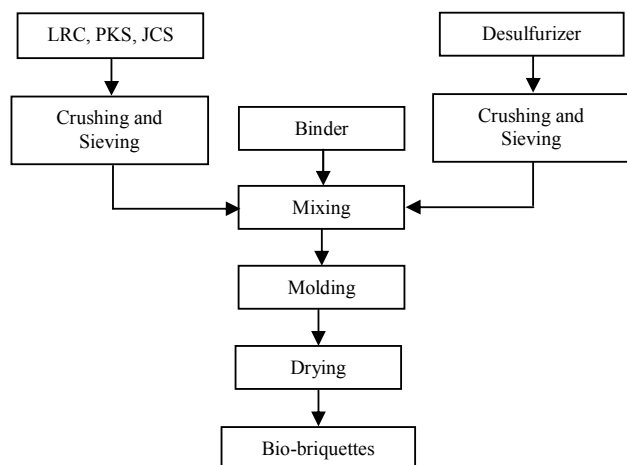 LRC, PKS, JCS
Desulfurizer
Crushing and
Sieving
Binder
Crushing and
Sieving
Mixing
Molding
Drying
Bio-briquettes